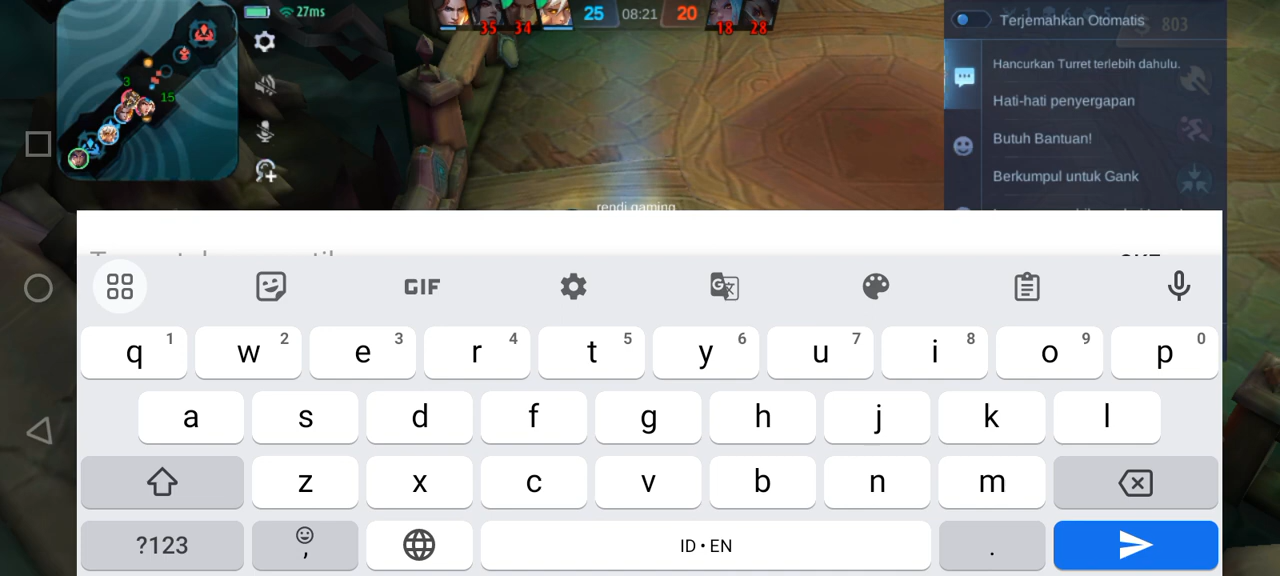 27ms
35 34 25 08:21 20 18 28
Terjemahkan Otomatis
803
Hancurkan Turret terlebih dahulu.
Hati-hati penyergapan
Butuh Bantuan!
Berkumpul untuk Gank
3
15
rendi gaming
GIF
q 1 w 2 e 3 r 4 t 5 y 6 u 7 i 8 o 9 p 0
a s d f g h j k l
z x c v b n m
?123 , ID • EN .